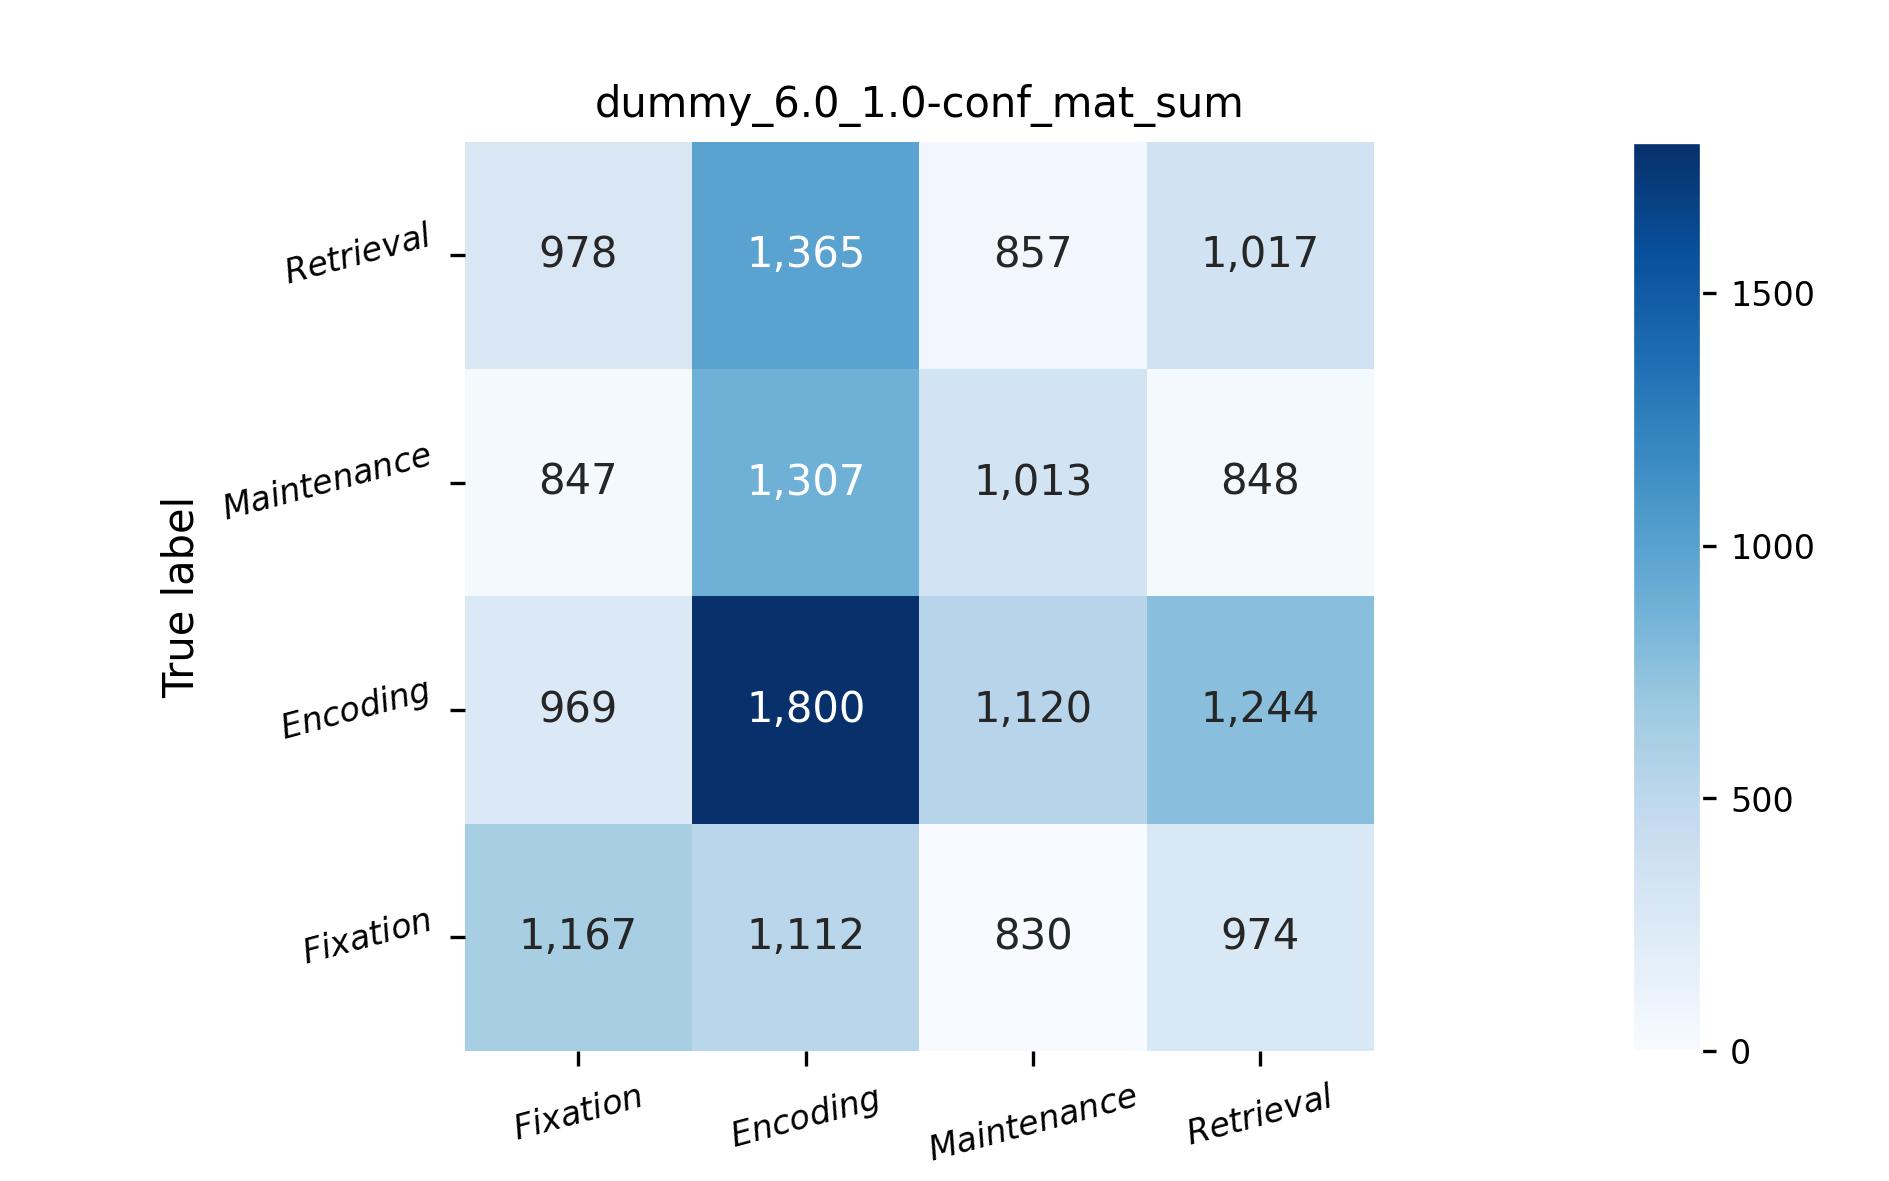 dummy_6.0_1.0-conf_mat_sum
True label
Retrieval 978 1,365 857 1,017
Maintenance 847 1,307 1,013 848
Encoding 969 1,800 1,120 1,244
Fixation 1,167 1,112 830 974
Fixation Encoding Maintenance Retrieval
1500
1000
500
0